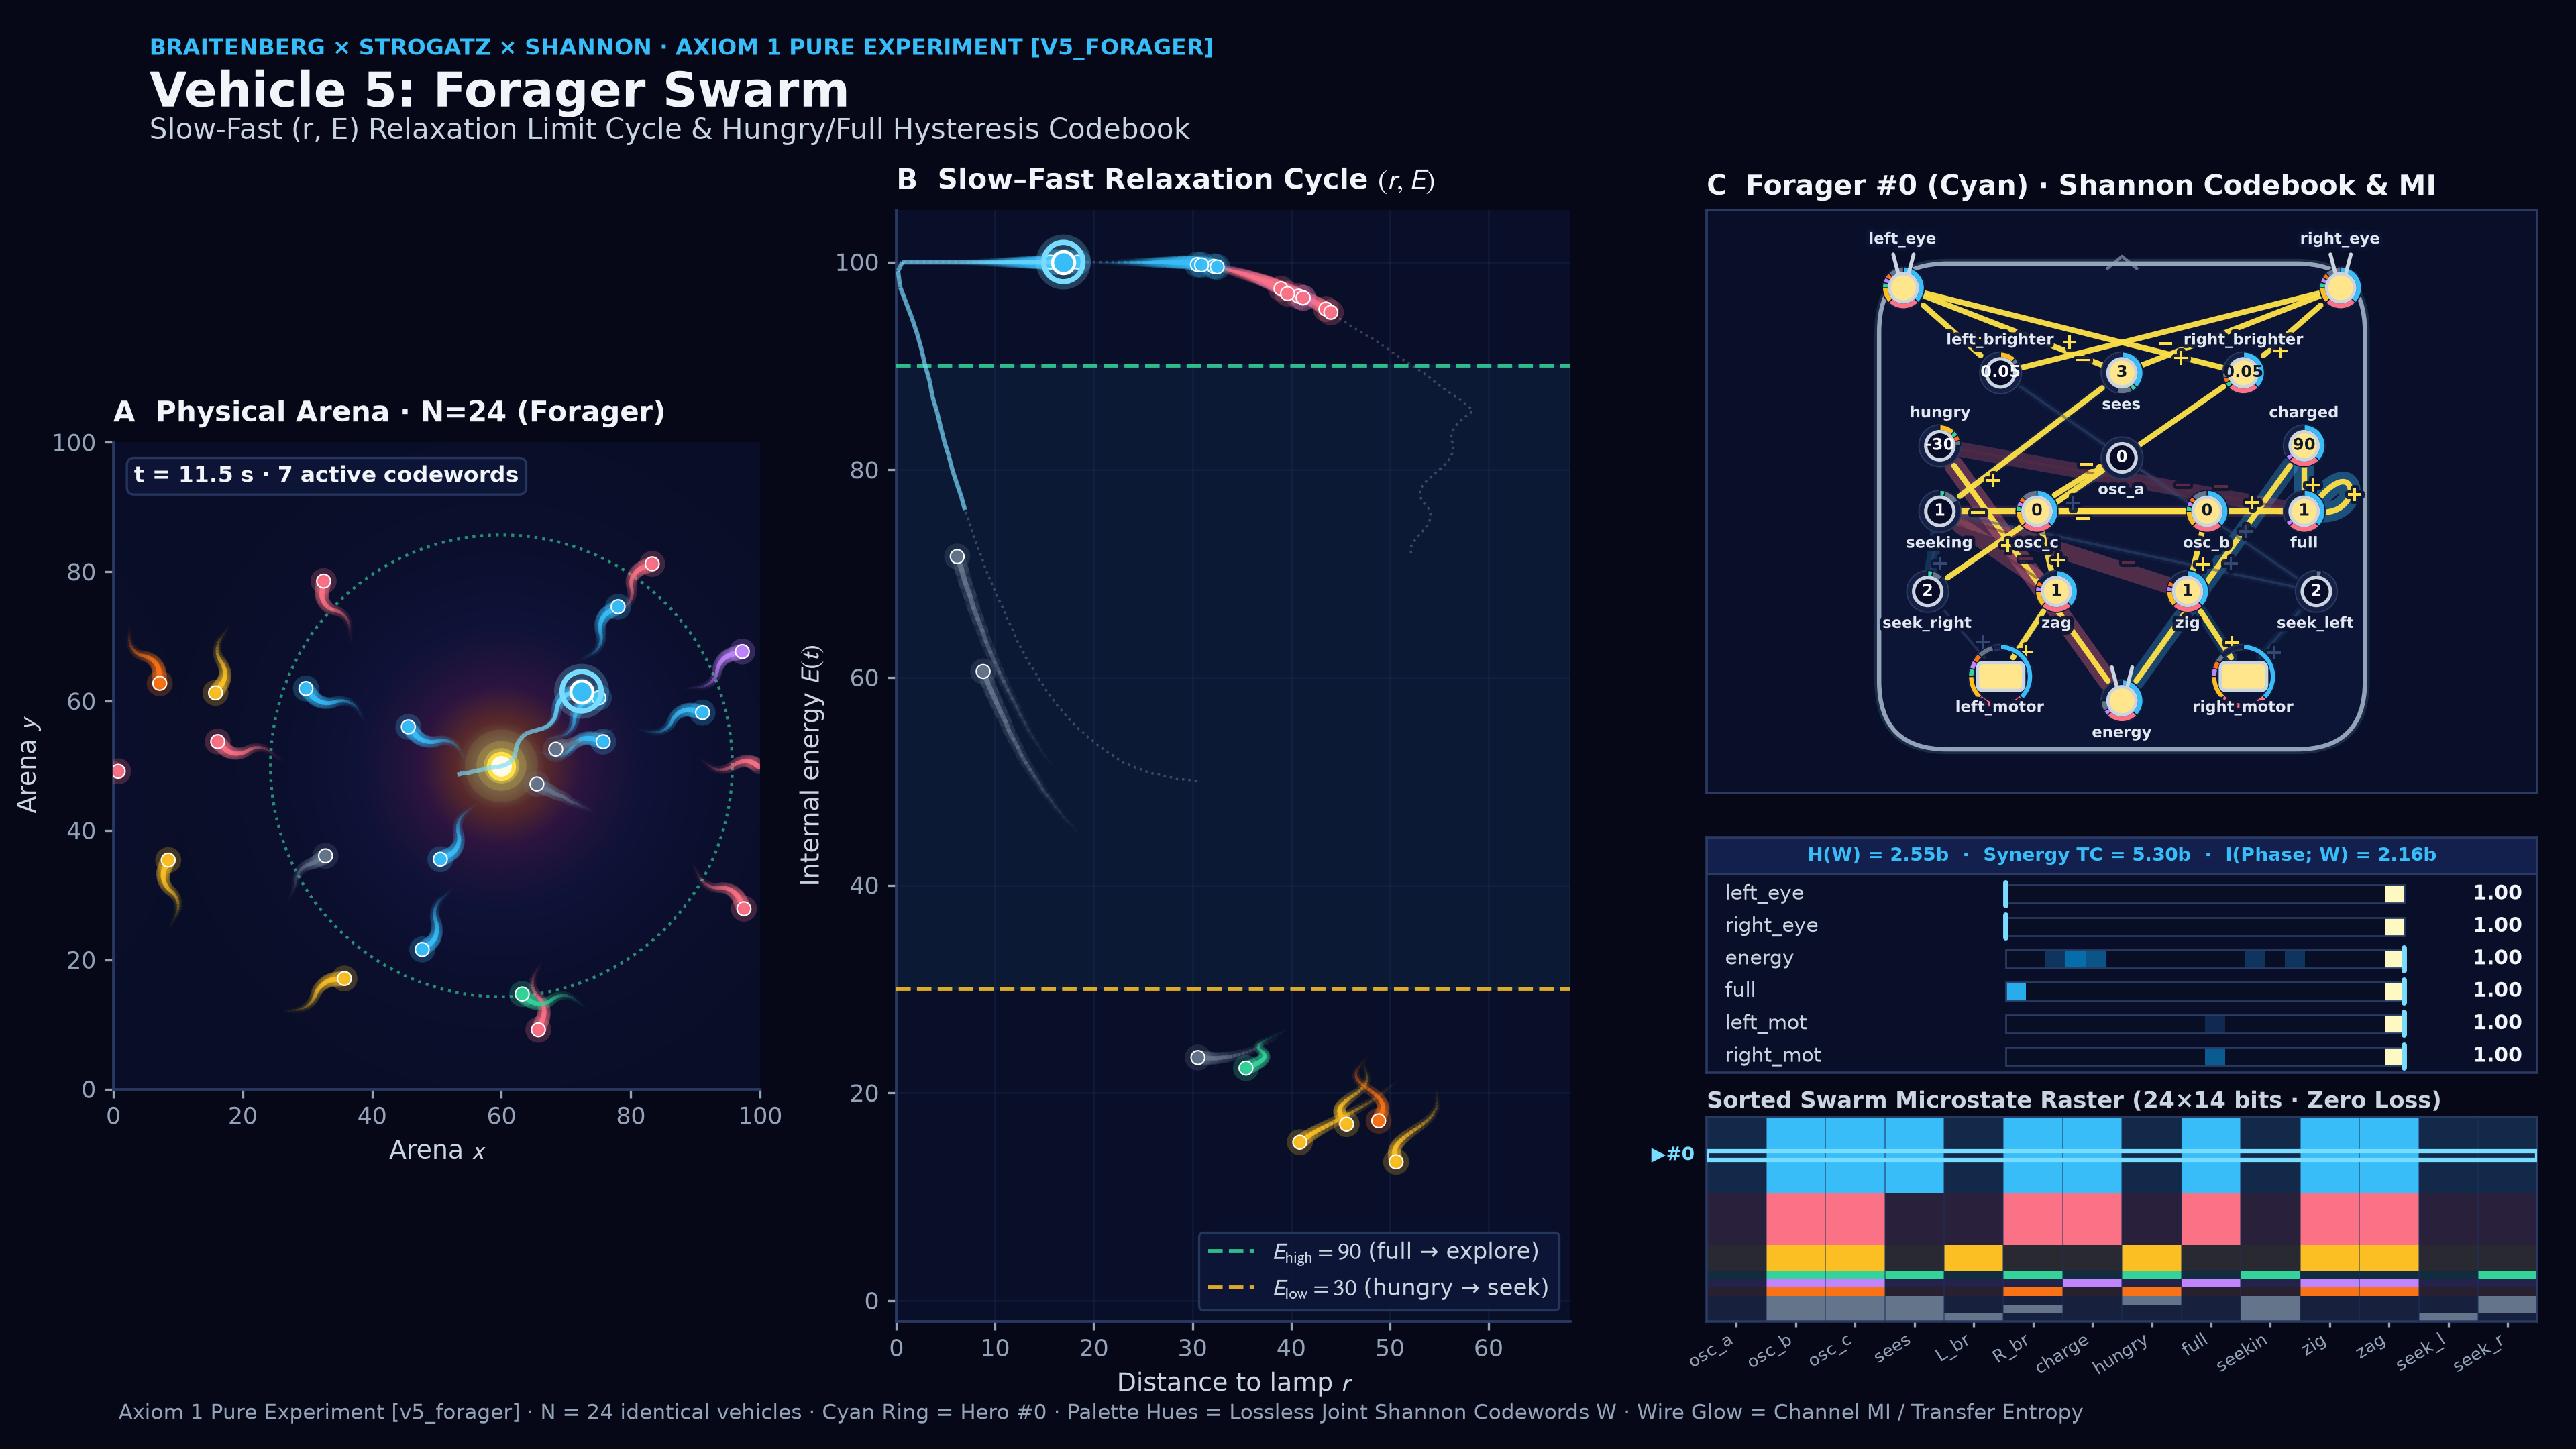 BRAITENBERG × STROGATZ × SHANNON · AXIOM 1 PURE EXPERIMENT [V5_FORAGER]
Vehicle 5: Forager Swarm
Slow-Fast (r, E) Relaxation Limit Cycle & Hungry/Full Hysteresis Codebook
A Physical Arena · N=24 (Forager)
t = 11.5 s · 7 active codewords
100
80
60
40
20
0
Arena y
0 20 40 60 80 100
Arena x
B Slow–Fast Relaxation Cycle (r, E)
100
80
60
40
20
0
Internal energy E(t)
E_high = 90 (full → explore)
E_low = 30 (hungry → seek)
0 10 20 30 40 50 60
Distance to lamp r
C Forager #0 (Cyan) · Shannon Codebook & MI
left_eye right_eye
left_brighter right_brighter
0.05 3 0.05
sees
hungry charged
-30 0 90
osc_a
1 0 0 1
seeking osc_c osc_b full
2 1 1 2
seek_right zag zig seek_left
left_motor right_motor
energy
H(W) = 2.55b · Synergy TC = 5.30b · I(Phase; W) = 2.16b
left_eye 1.00
right_eye 1.00
energy 1.00
full 1.00
left_mot 1.00
right_mot 1.00
Sorted Swarm Microstate Raster (24×14 bits · Zero Loss)
▶#0
osc_a osc_b osc_c sees L_br R_br charge hungry full seekin zig zag seek_l seek_r
Axiom 1 Pure Experiment [v5_forager] · N = 24 identical vehicles · Cyan Ring = Hero #0 · Palette Hues = Lossless Joint Shannon Codewords W · Wire Glow = Channel MI / Transfer Entropy